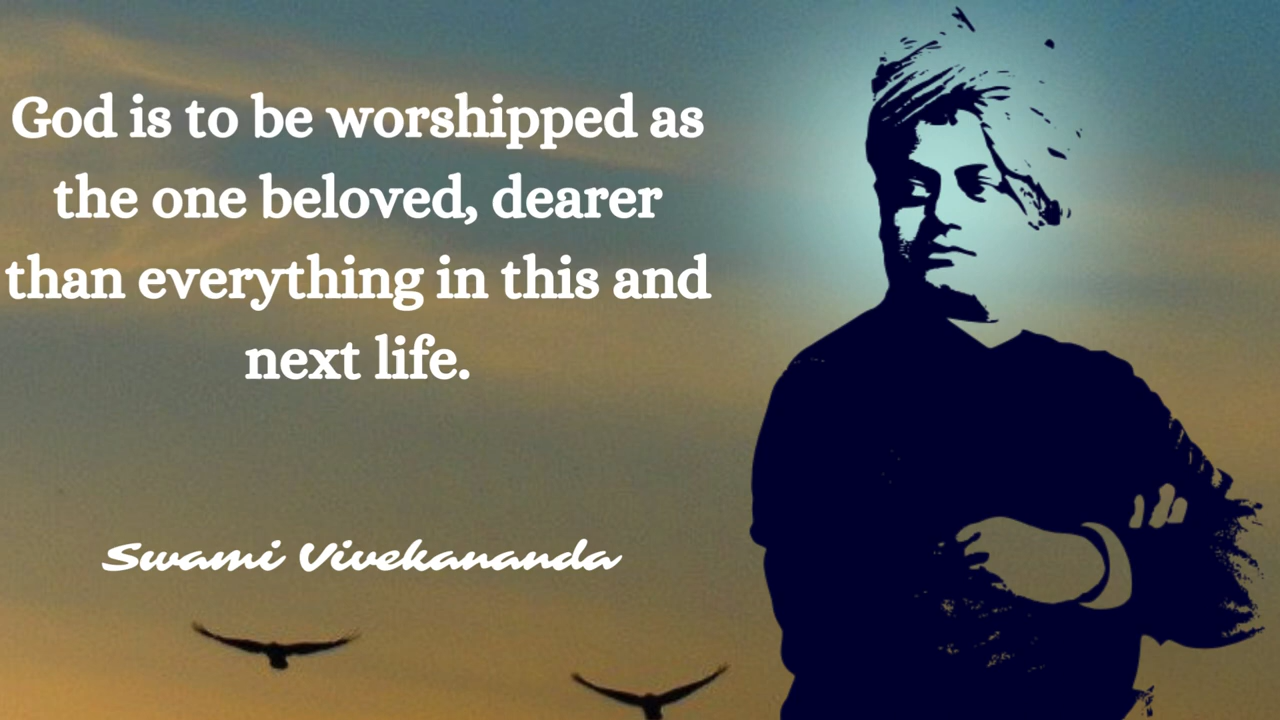 God is to be worshipped as
the one beloved, dearer
than everything in this and
next life.
Swami Vivekananda